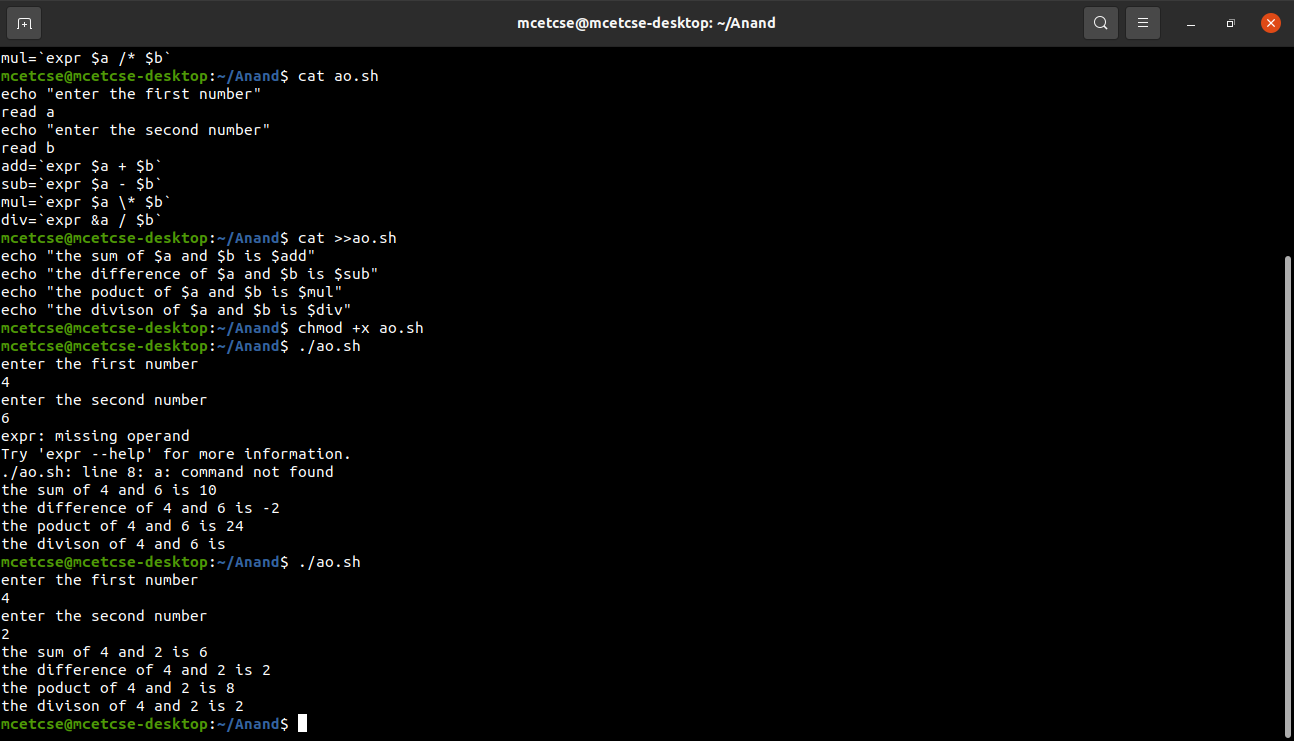 mcetcse@mcetcse-desktop: ~/Anand
mul=`expr $a /* $b`
mcetcse@mcetcse-desktop:~/Anand$ cat ao.sh
echo "enter the first number"
read a
echo "enter the second number"
read b
add=`expr $a + $b`
sub=`expr $a - $b`
mul=`expr $a \* $b`
div=`expr &a / $b`
mcetcse@mcetcse-desktop:~/Anand$ cat >>ao.sh
echo "the sum of $a and $b is $add"
echo "the difference of $a and $b is $sub"
echo "the poduct of $a and $b is $mul"
echo "the divison of $a and $b is $div"
mcetcse@mcetcse-desktop:~/Anand$ chmod +x ao.sh
mcetcse@mcetcse-desktop:~/Anand$ ./ao.sh
enter the first number
4
enter the second number
6
expr: missing operand
Try 'expr --help' for more information.
./ao.sh: line 8: a: command not found
the sum of 4 and 6 is 10
the difference of 4 and 6 is -2
the poduct of 4 and 6 is 24
the divison of 4 and 6 is
mcetcse@mcetcse-desktop:~/Anand$ ./ao.sh
enter the first number
4
enter the second number
2
the sum of 4 and 2 is 6
the difference of 4 and 2 is 2
the poduct of 4 and 2 is 8
the divison of 4 and 2 is 2
mcetcse@mcetcse-desktop:~/Anand$